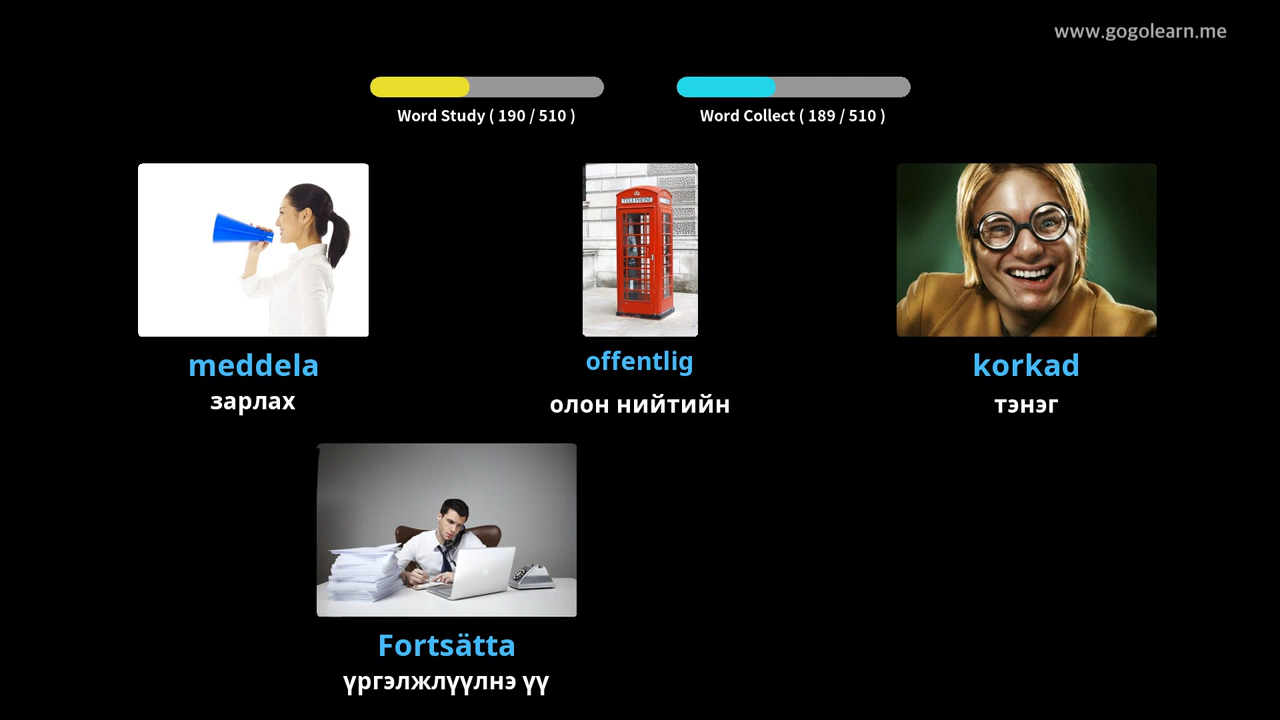 www.gogolearn.me
Word Study ( 190 / 510 )
Word Collect ( 189 / 510 )
TELEPHONE
meddela
зарлах
offentlig
олон нийтийн
korkad
тэнэг
Fortsätta
үргэлжлүүлнэ үү